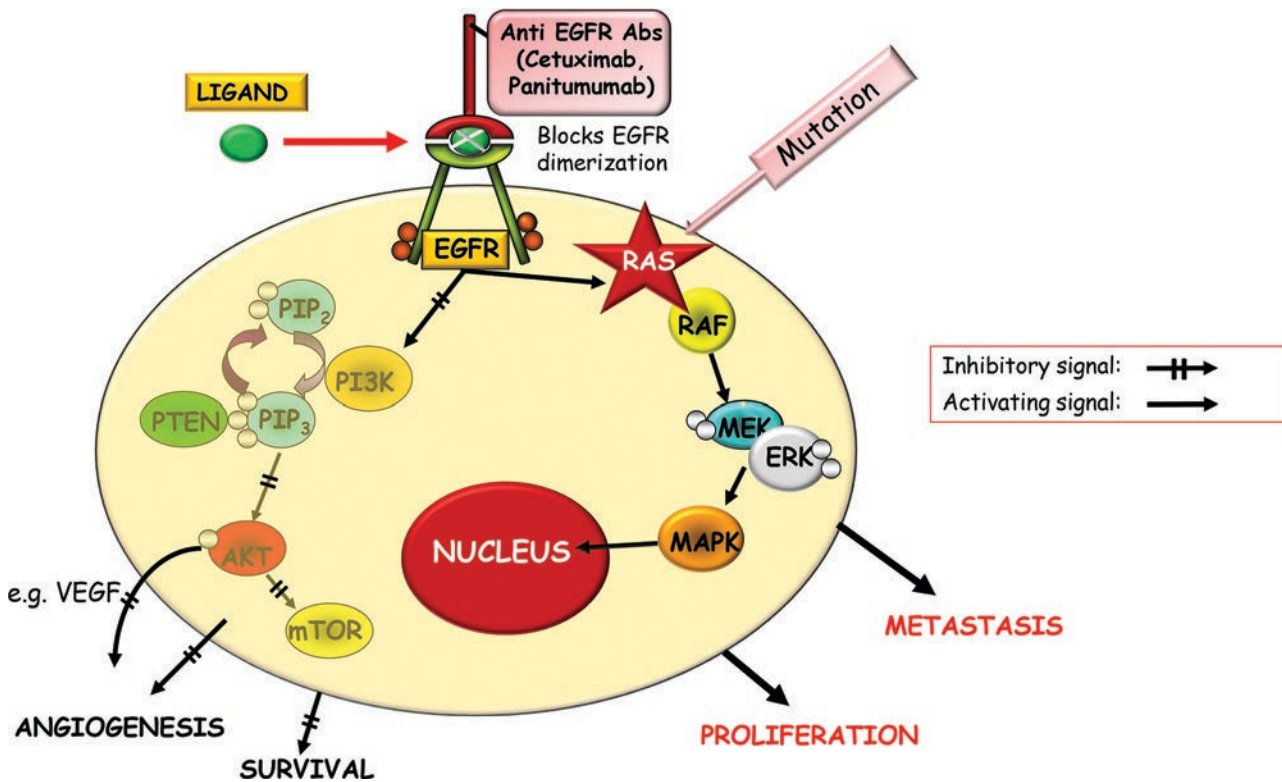 Anti EGFR Abs
(Cetuximab,
Panitumumab)
LIGAND
Blocks EGFR
dimerization
Mutation
EGFR
RAS
PIP2
RAF
PI3K
Inhibitory signal:
Activating signal:
PTEN
PIP3
MEK
ERK
NUCLEUS
MAPK
AKT
e.g. VEGF
mTOR
METASTASIS
ANGIOGENESIS
PROLIFERATION
SURVIVAL